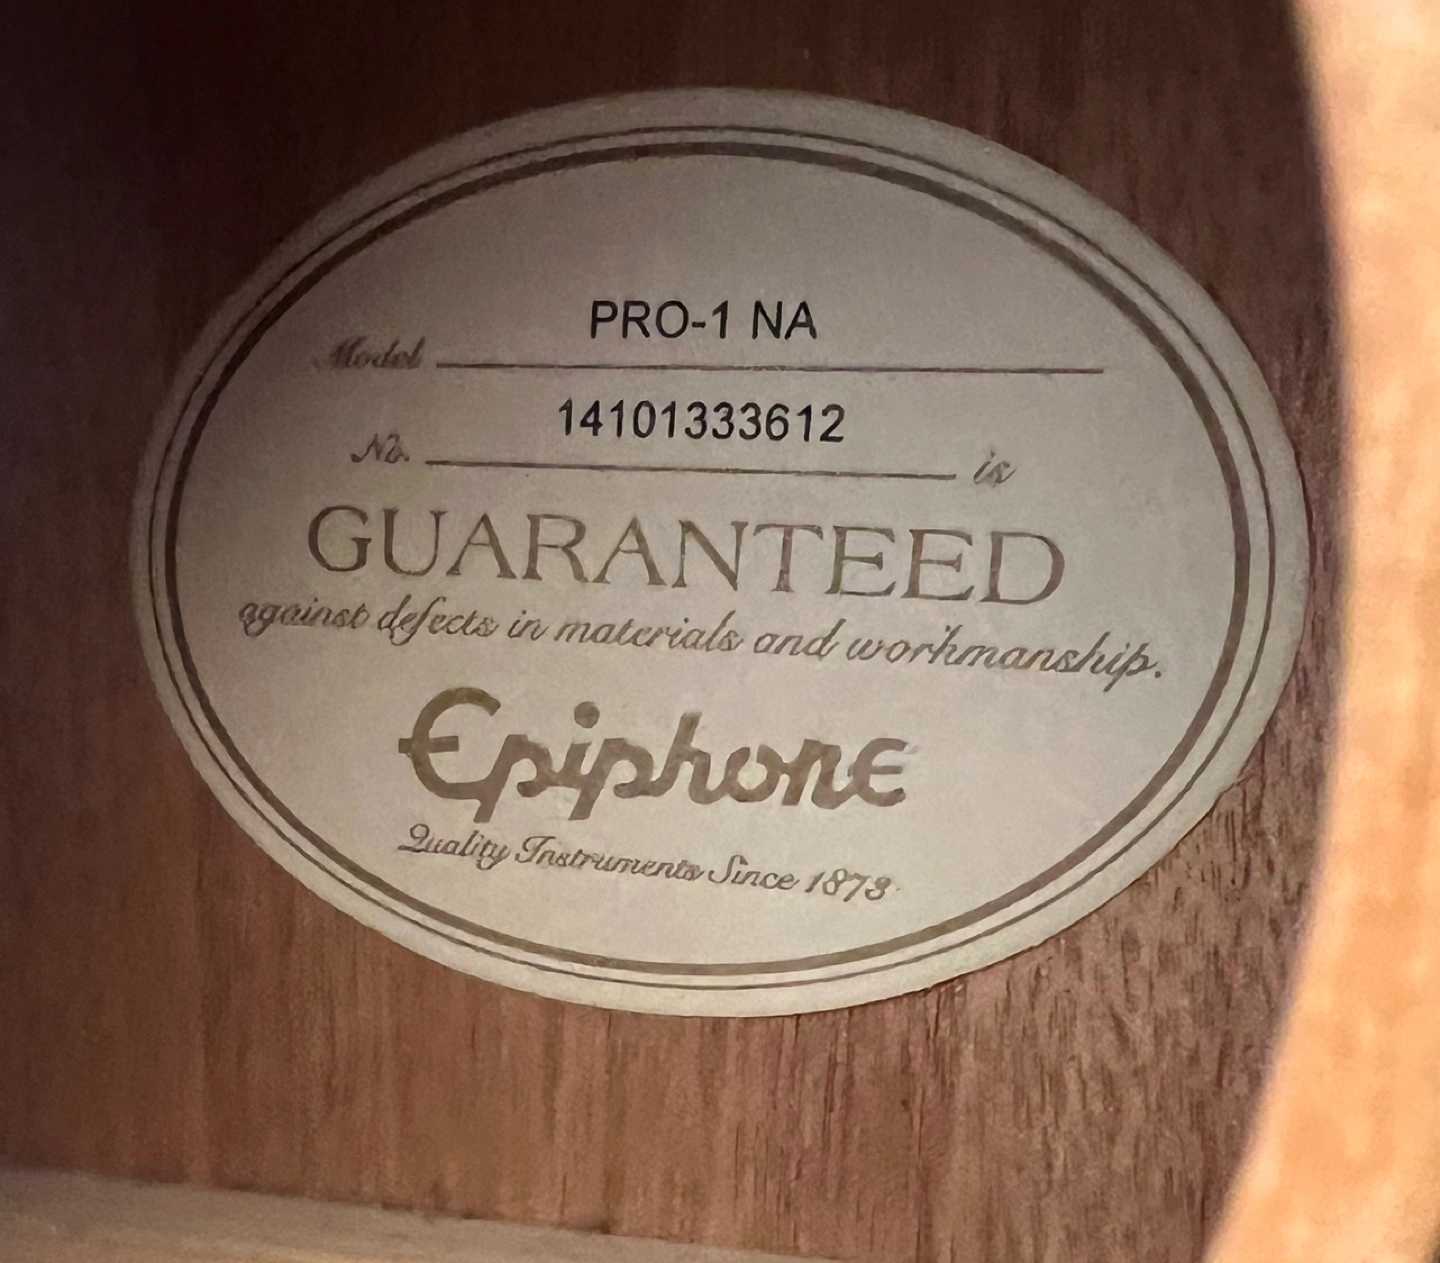 Model PRO-1 NA
No. 14101333612 is
GUARANTEED
against defects in materials and workmanship.
Epiphone
Quality Instruments Since 1873